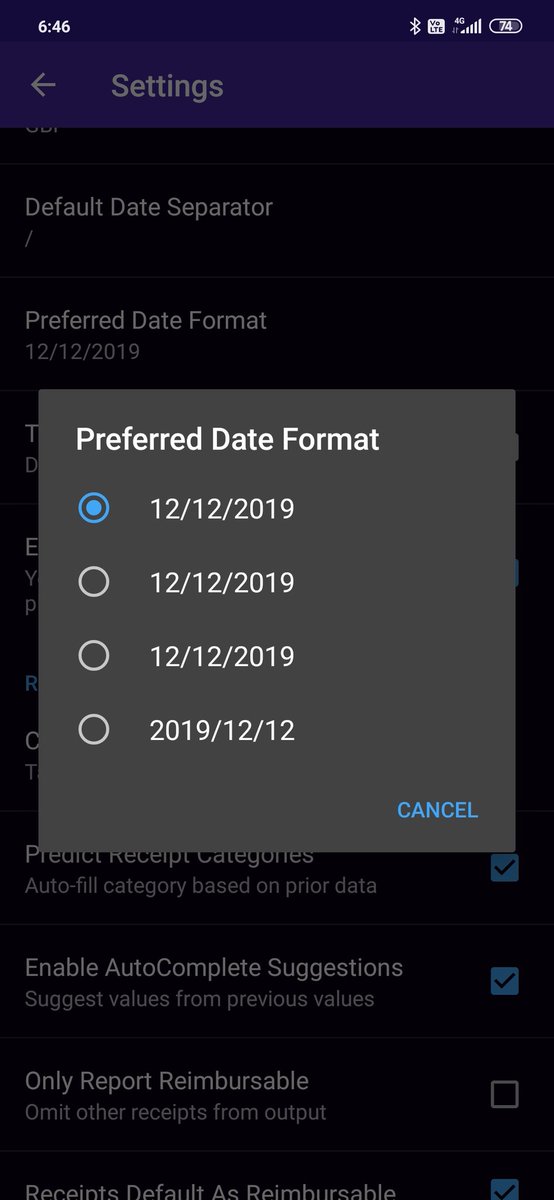 6:46
Vo LTE
4G
74
Settings
Default Date Separator
/
Preferred Date Format
12/12/2019
T
D
Preferred Date Format
12/12/2019
12/12/2019
12/12/2019
2019/12/12
CANCEL
E
Y
p
R
C
Predict Receipt Categories
Auto-fill category based on prior data
Enable AutoComplete Suggestions
Suggest values from previous values
Only Report Reimbursable
Omit other receipts from output
Receipts Default As Reimbursable